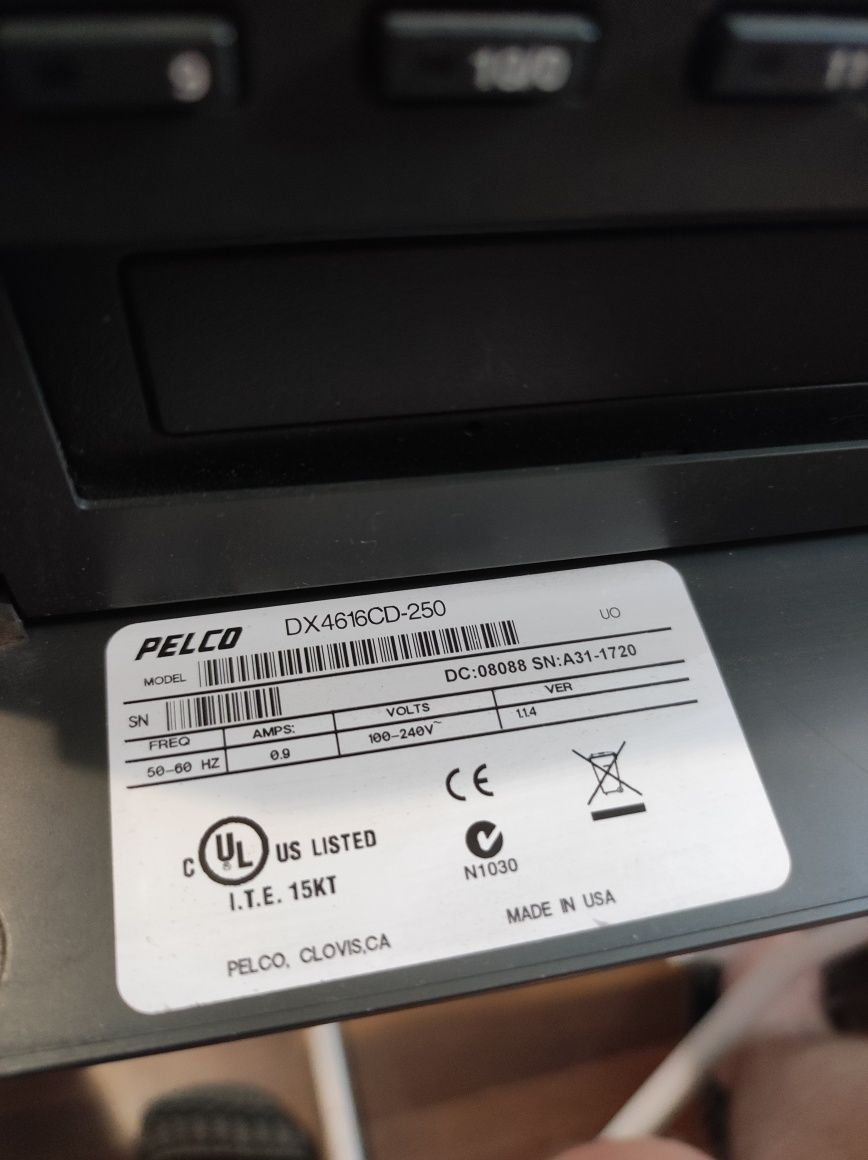 9 10/0 11
PELCO DX4616CD-250 UO
MODEL
DC:08088 SN:A31-1720
SN
FREQ AMPS: VOLTS VER
50-60 HZ 0.9 100-240V~ 1.1.4
CE
C UL® US LISTED
I.T.E. 15KT
N1030
PELCO, CLOVIS,CA MADE IN USA